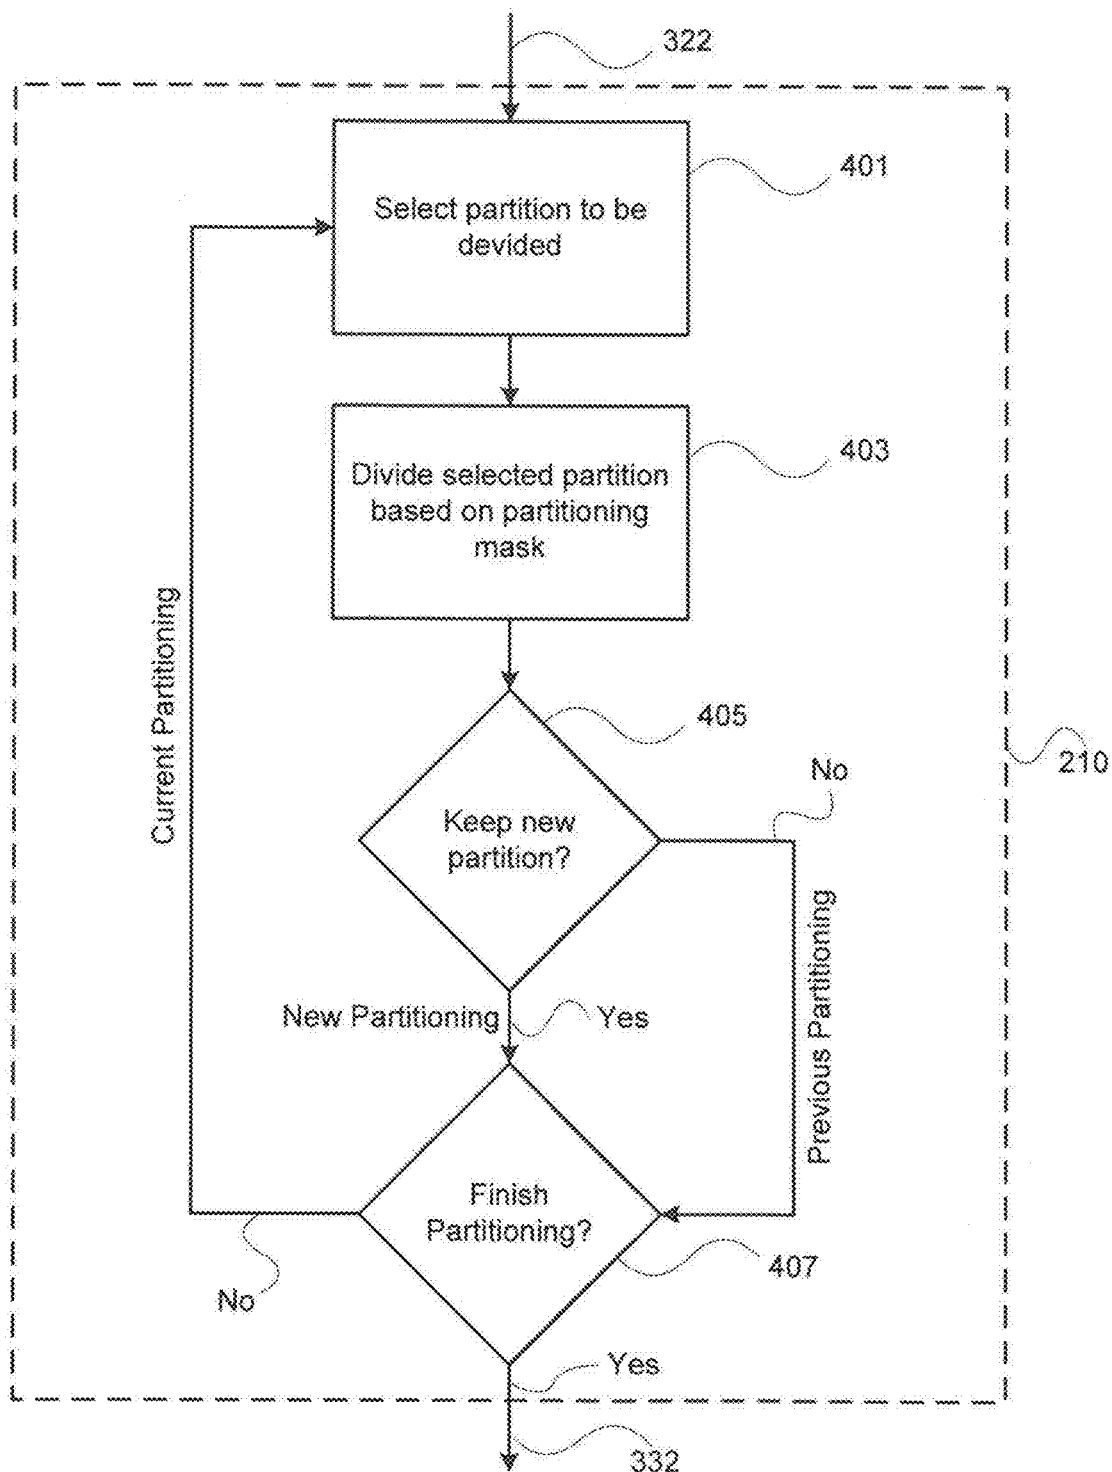 322
401
Select partition to be
devided
403
Divide selected partition
based on partitioning
mask
405
No
210
Keep new
partition?
Current Partitioning
Previous Partitioning
New Partitioning
Yes
Finish
Partitioning?
407
No
Yes
332